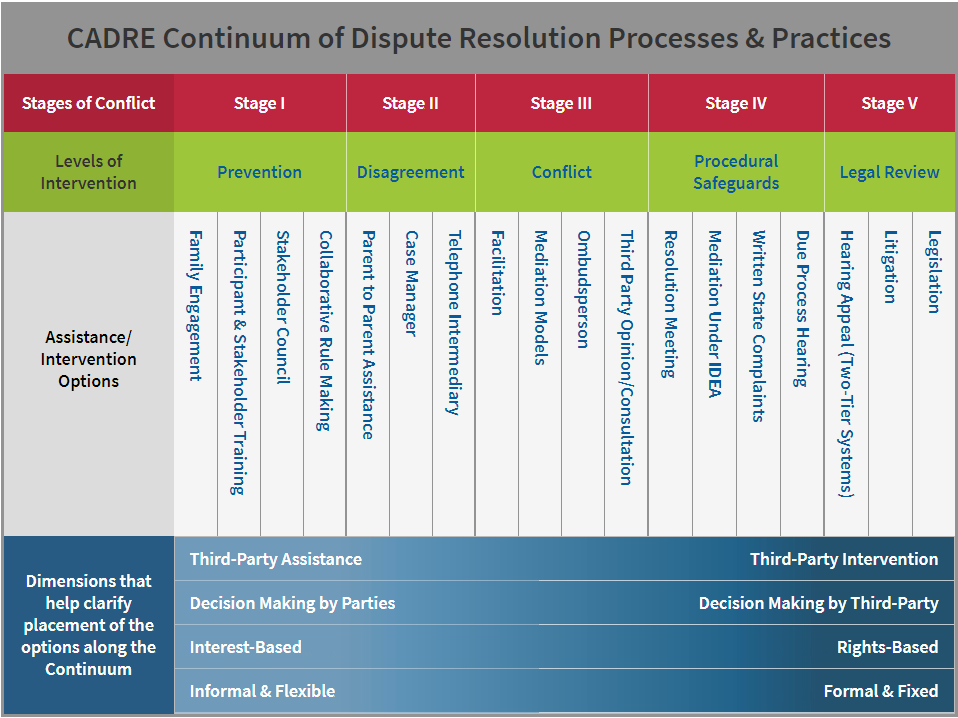 CADRE Continuum of Dispute Resolution Processes & Practices
Stages of Conflict
Stage I
Stage II
Stage III
Stage IV
Stage V
Levels of
Intervention
Prevention
Disagreement
Conflict
Procedural
Safeguards
Legal Review
Assistance/
Intervention
Options
Family Engagement
Participant & Stakeholder Training
Stakeholder Council
Collaborative Rule Making
Parent to Parent Assistance
Case Manager
Telephone Intermediary
Facilitation
Mediation Models
Ombudsperson
Third Party Opinion/Consultation
Resolution Meeting
Mediation Under IDEA
Written State Complaints
Due Process Hearing
Hearing Appeal (Two-Tier Systems)
Litigation
Legislation
Dimensions that
help clarify
placement of the
options along the
Continuum
Third-Party Assistance
Third-Party Intervention
Decision Making by Parties
Decision Making by Third-Party
Interest-Based
Rights-Based
Informal & Flexible
Formal & Fixed